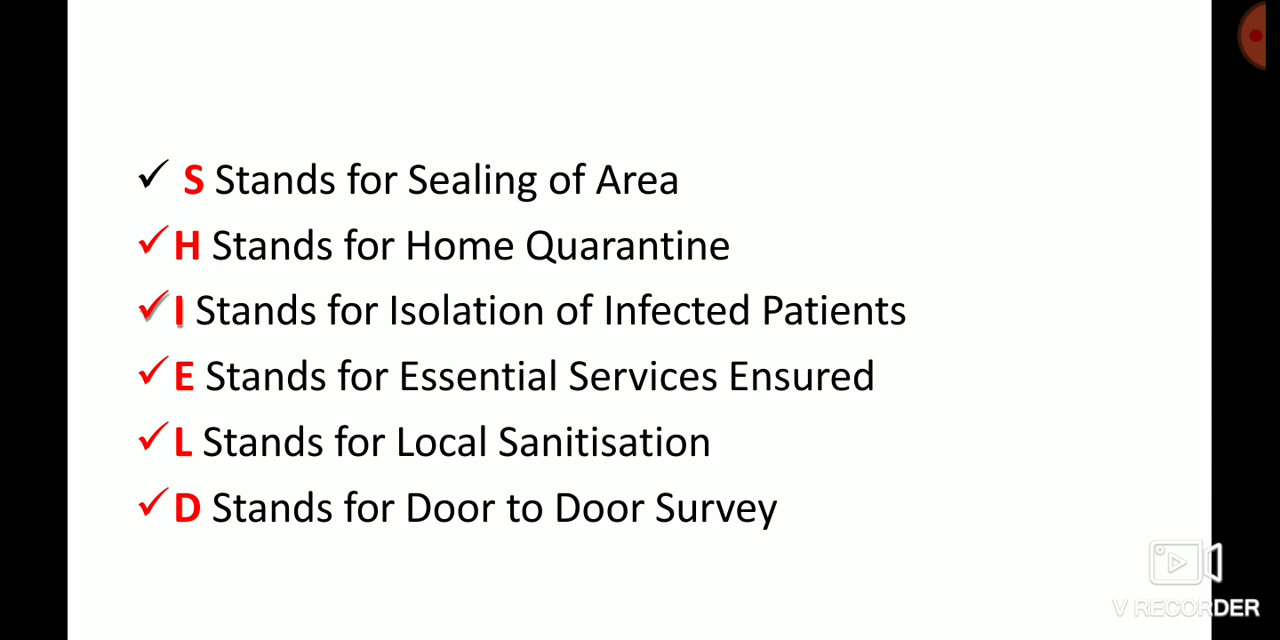 ✓ S Stands for Sealing of Area
✓ H Stands for Home Quarantine
✓ I Stands for Isolation of Infected Patients
✓ E Stands for Essential Services Ensured
✓ L Stands for Local Sanitisation
✓ D Stands for Door to Door Survey
V RECORDER